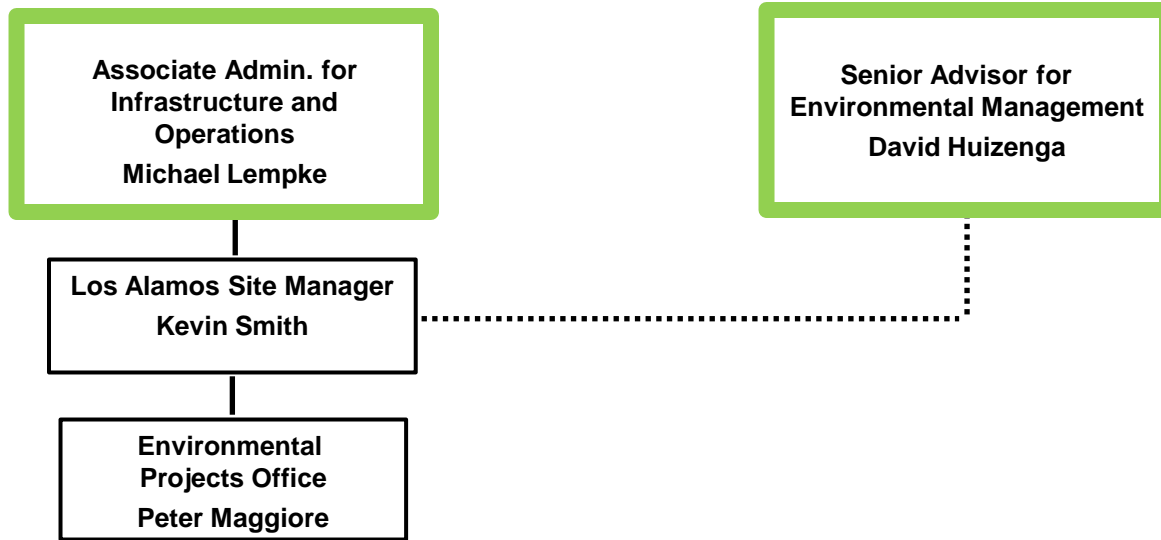 Associate Admin. for
Infrastructure and
Operations
Michael Lempke
Senior Advisor for
Environmental Management
David Huizenga
Los Alamos Site Manager
Kevin Smith
Environmental
Projects Office
Peter Maggiore